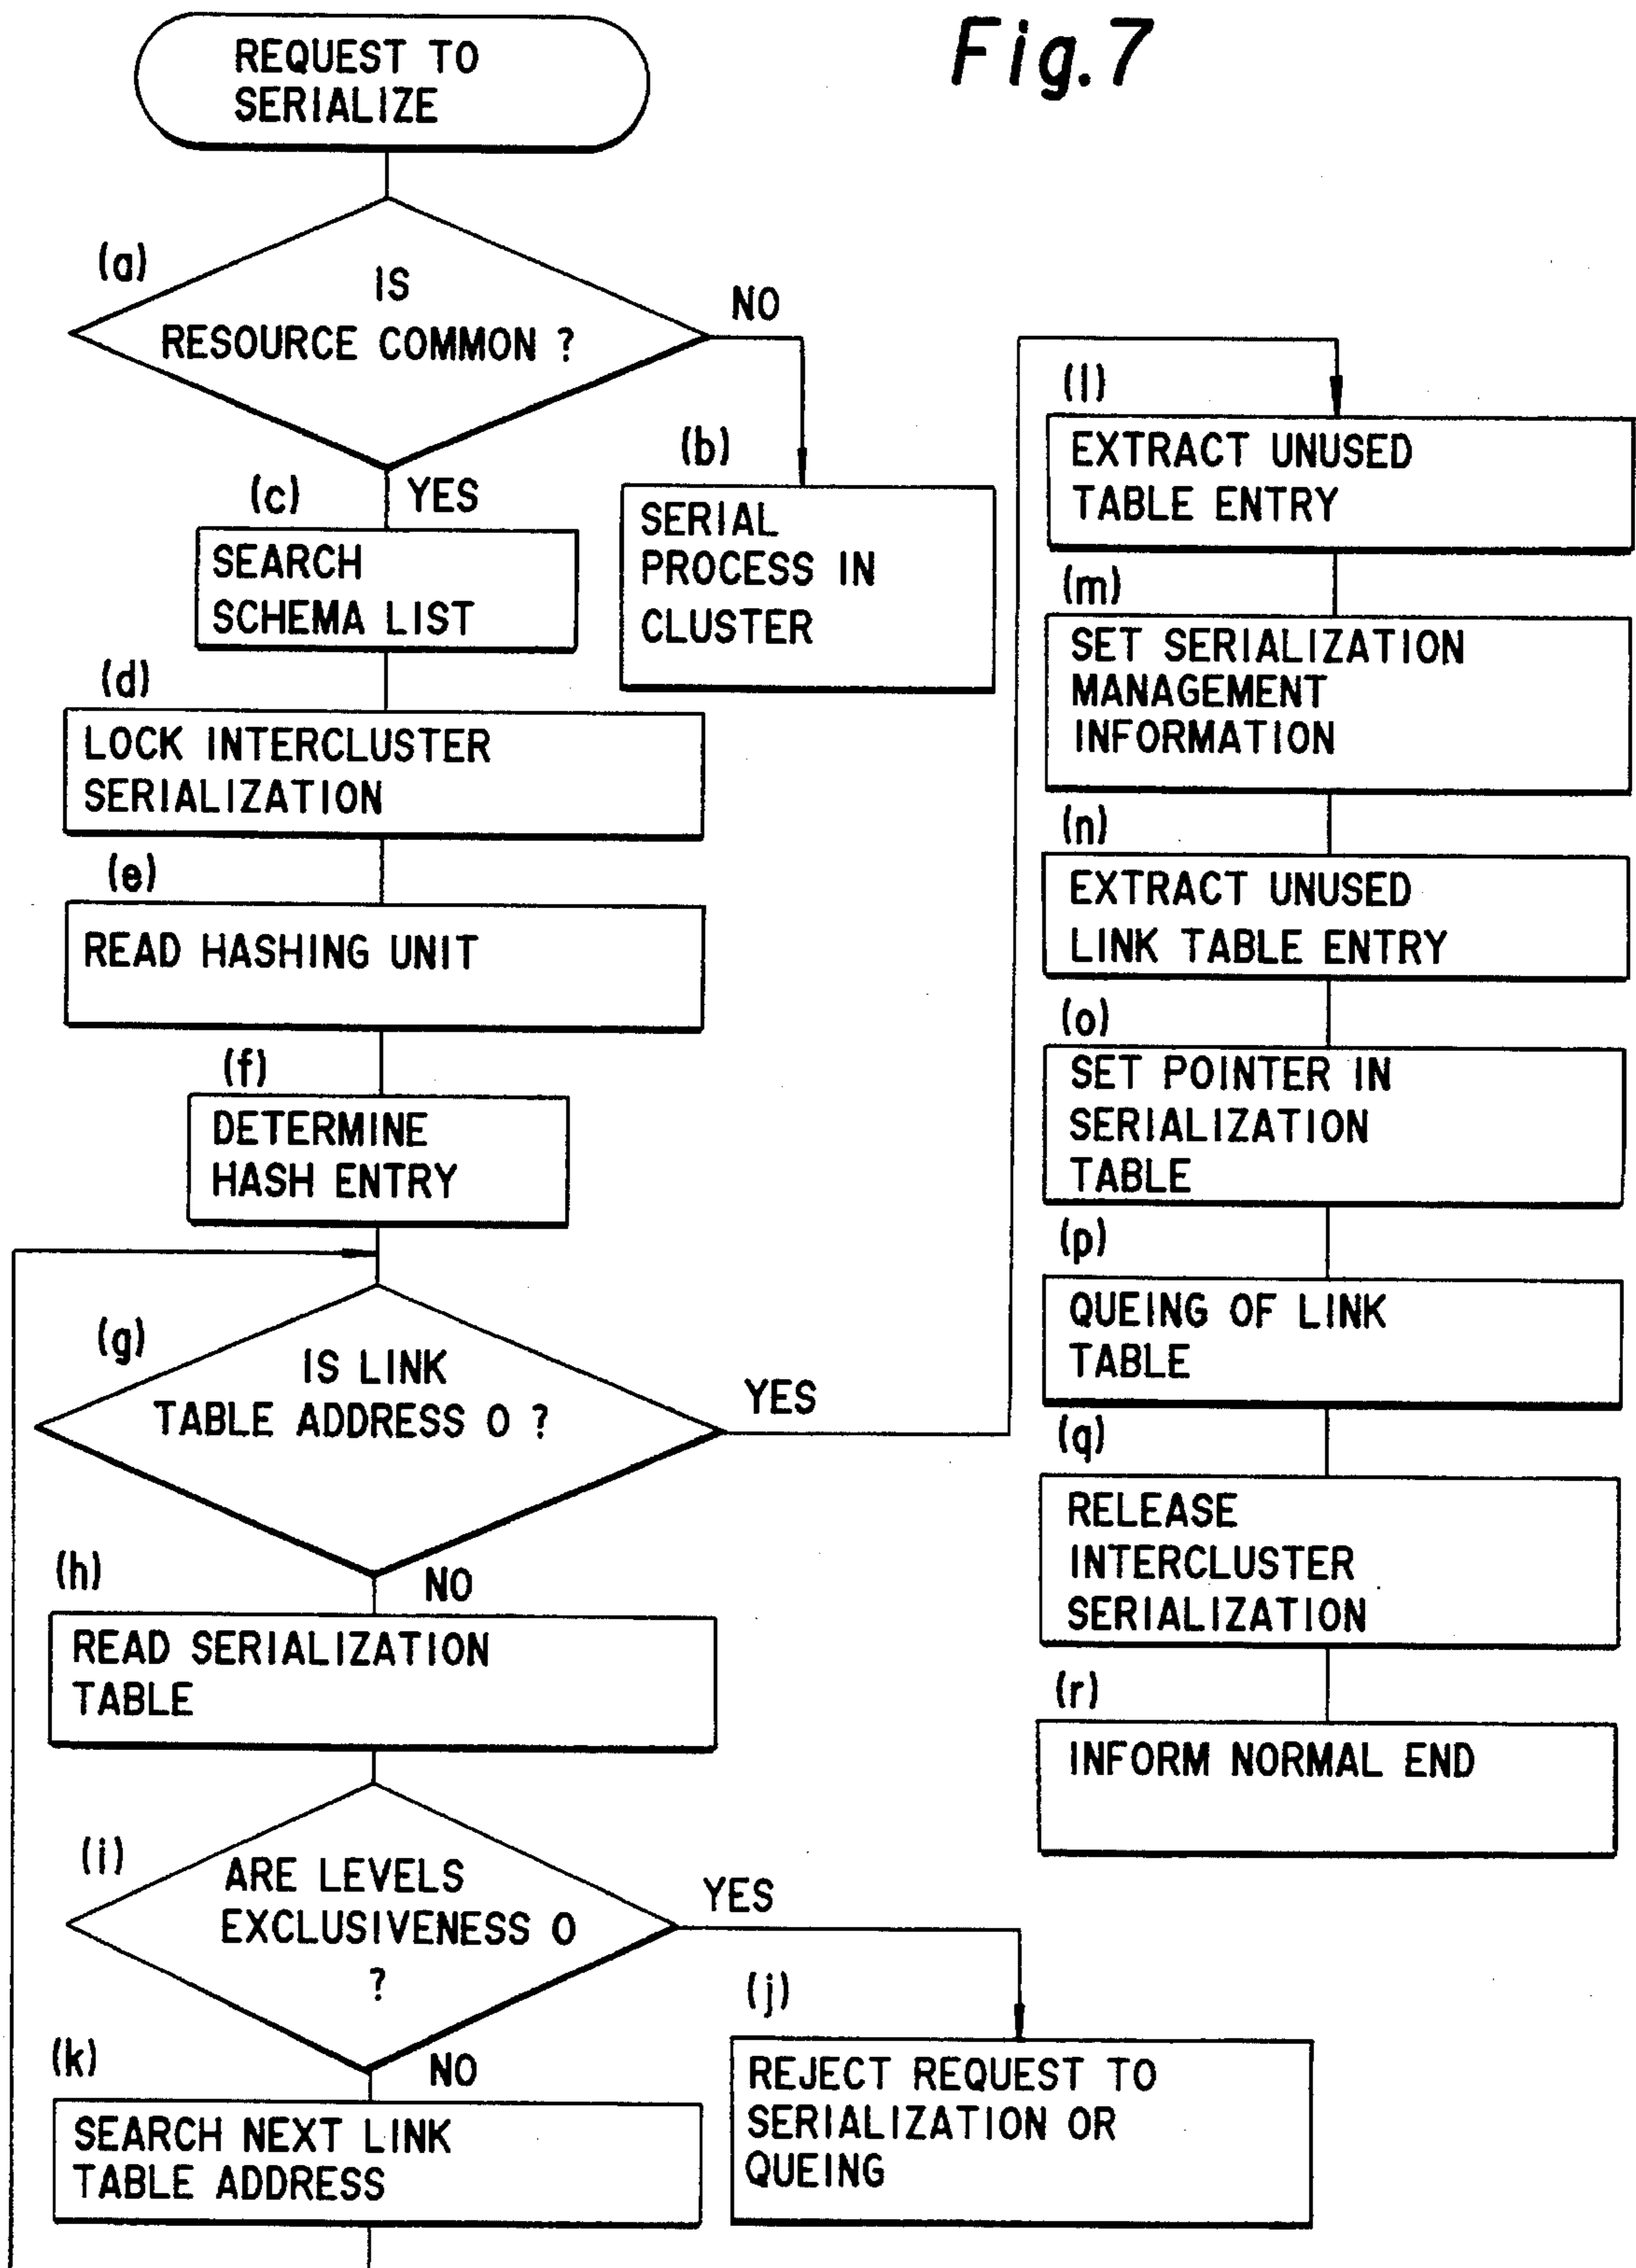 Fig.7
REQUEST TO
SERIALIZE
(a)
IS
RESOURCE COMMON ?
NO
YES
(b)
SERIAL
PROCESS IN
CLUSTER
(c)
SEARCH
SCHEMA LIST
(d)
LOCK INTERCLUSTER
SERIALIZATION
(e)
READ HASHING UNIT
(f)
DETERMINE
HASH ENTRY
(g)
IS LINK
TABLE ADDRESS 0 ?
YES
NO
(h)
READ SERIALIZATION
TABLE
(i)
ARE LEVELS
EXCLUSIVENESS 0
?
YES
NO
(j)
REJECT REQUEST TO
SERIALIZATION OR
QUEING
(k)
SEARCH NEXT LINK
TABLE ADDRESS
(l)
EXTRACT UNUSED
TABLE ENTRY
(m)
SET SERIALIZATION
MANAGEMENT
INFORMATION
(n)
EXTRACT UNUSED
LINK TABLE ENTRY
(o)
SET POINTER IN
SERIALIZATION
TABLE
(p)
QUEING OF LINK
TABLE
(q)
RELEASE
INTERCLUSTER
SERIALIZATION
(r)
INFORM NORMAL END